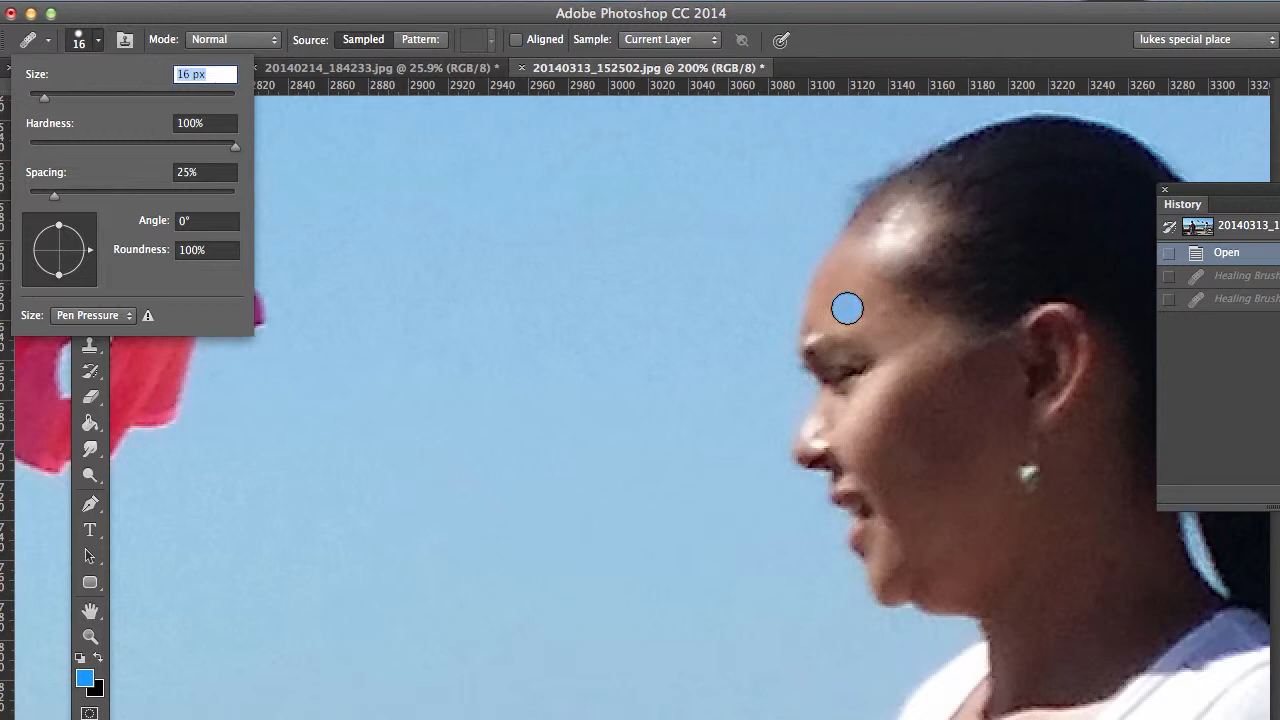 Adobe Photoshop CC 2014
16 Mode: Normal Source: Sampled Pattern: Aligned Sample: Current Layer lukes special place
20140214_184233.jpg @ 25.9% (RGB/8) * × 20140313_152502.jpg @ 200% (RGB/8) *
2820 2840 2860 2880 2900 2920 2940 2960 2980 3000 3020 3040 3060 3080 3100 3120 3140 3160 3180 3200 3220 3240 3260 3280 3300 3320
Size: 16 px
Hardness: 100%
Spacing: 25%
Angle: 0°
Roundness: 100%
Size: Pen Pressure
History
20140313_1
Open
Healing Brush
Healing Brush
T